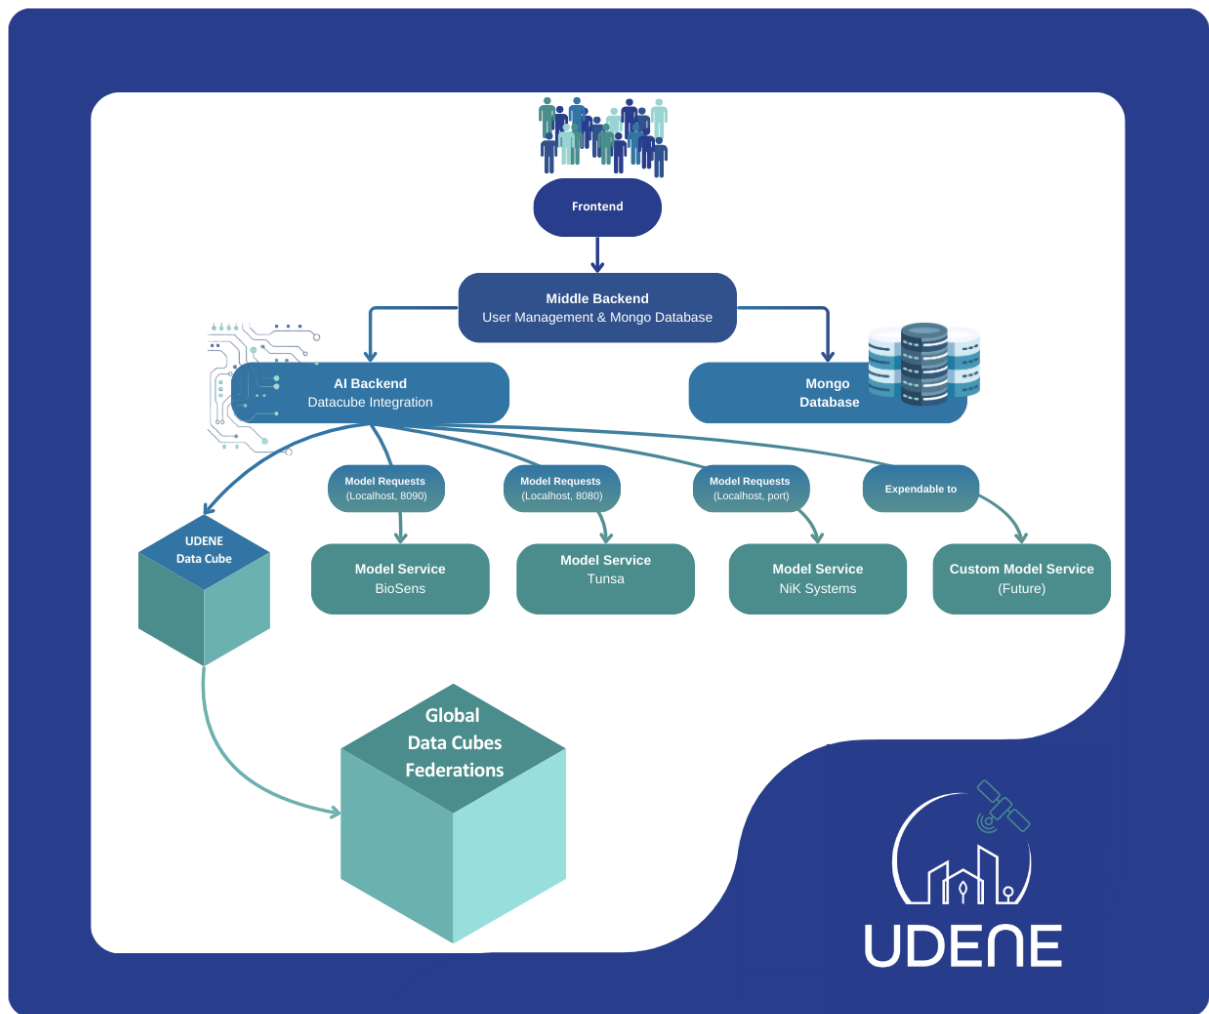 Frontend
Middle Backend
User Management & Mongo Database
AI Backend
Datacube Integration
Mongo
Database
Model Requests
(Localhost, 8090)
Model Requests
(Localhost, 8080)
Model Requests
(Localhost, port)
Expendable to
UDENE
Data Cube
Model Service
BioSens
Model Service
Tunsa
Model Service
NiK Systems
Custom Model Service
(Future)
Global
Data Cubes
Federations
UDENE